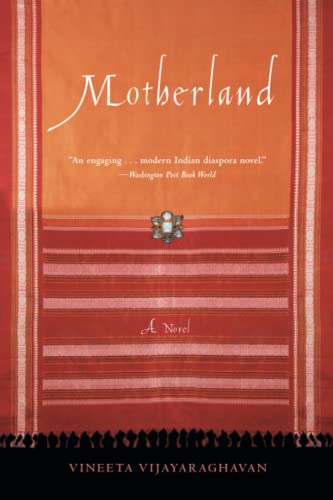 Motherland
"An engaging . . . modern Indian diaspora novel."
—Washington Post Book World
A Novel
VINEETA VIJAYARAGHAVAN